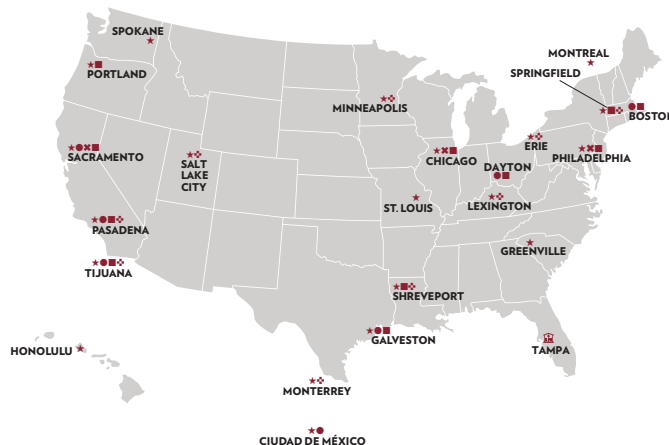 SPOKANE
MONTREAL
SPRINGFIELD
PORTLAND
MINNEAPOLIS
BOSTON
ERIE
SACRAMENTO
SALT
LAKE
CITY
CHICAGO
DAYTON
PHILADELPHIA
ST. LOUIS
LEXINGTON
PASADENA
GREENVILLE
TIJUANA
SHREVEPORT
GALVESTON
HONOLULU
TAMPA
MONTERREY
CIUDAD DE MÉXICO